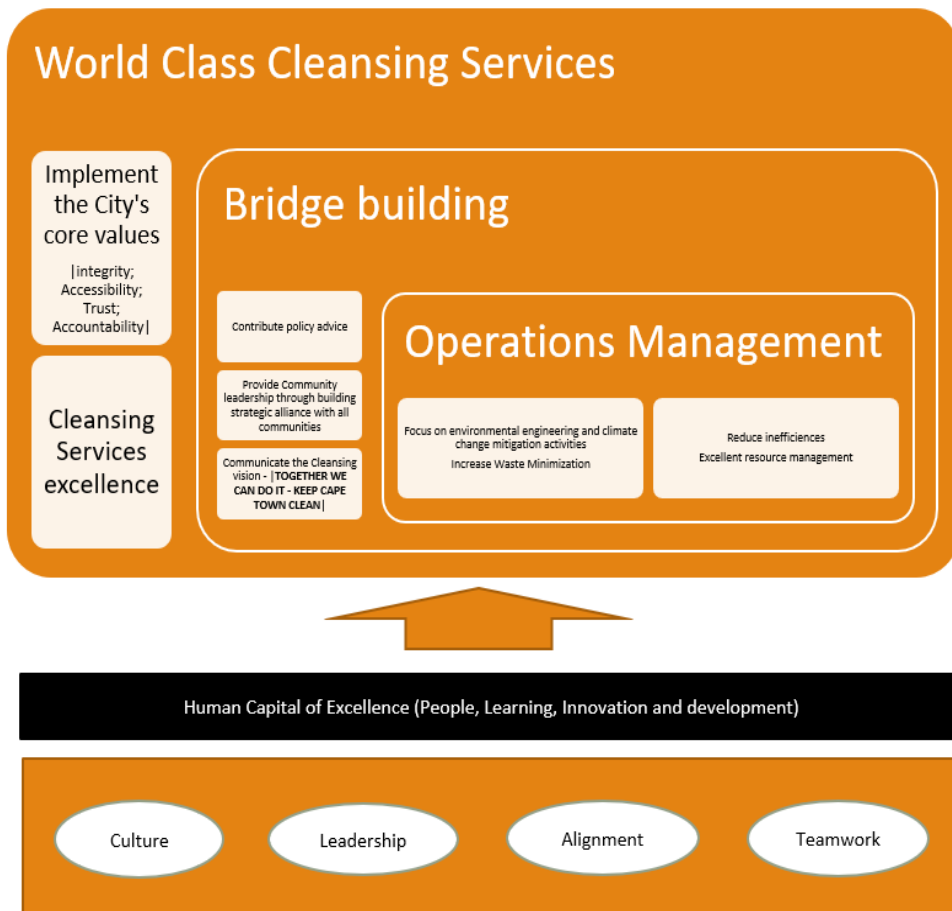 World Class Cleansing Services
Implement
the City's
core values
|integrity;
Accessibility;
Trust;
Accountability|
Cleansing
Services
excellence
Bridge building
Contribute policy advice
Provide Community
leadership through building
strategic alliance with all
communities
Communicate the Cleansing
vision - |TOGETHER WE
CAN DO IT - KEEP CAPE
TOWN CLEAN|
Operations Management
Focus on environmental engineering and climate
change mitigation activities
Increase Waste Minimization
Reduce inefficiences
Excellent resource management
Human Capital of Excellence (People, Learning, Innovation and development)
Culture
Leadership
Alignment
Teamwork